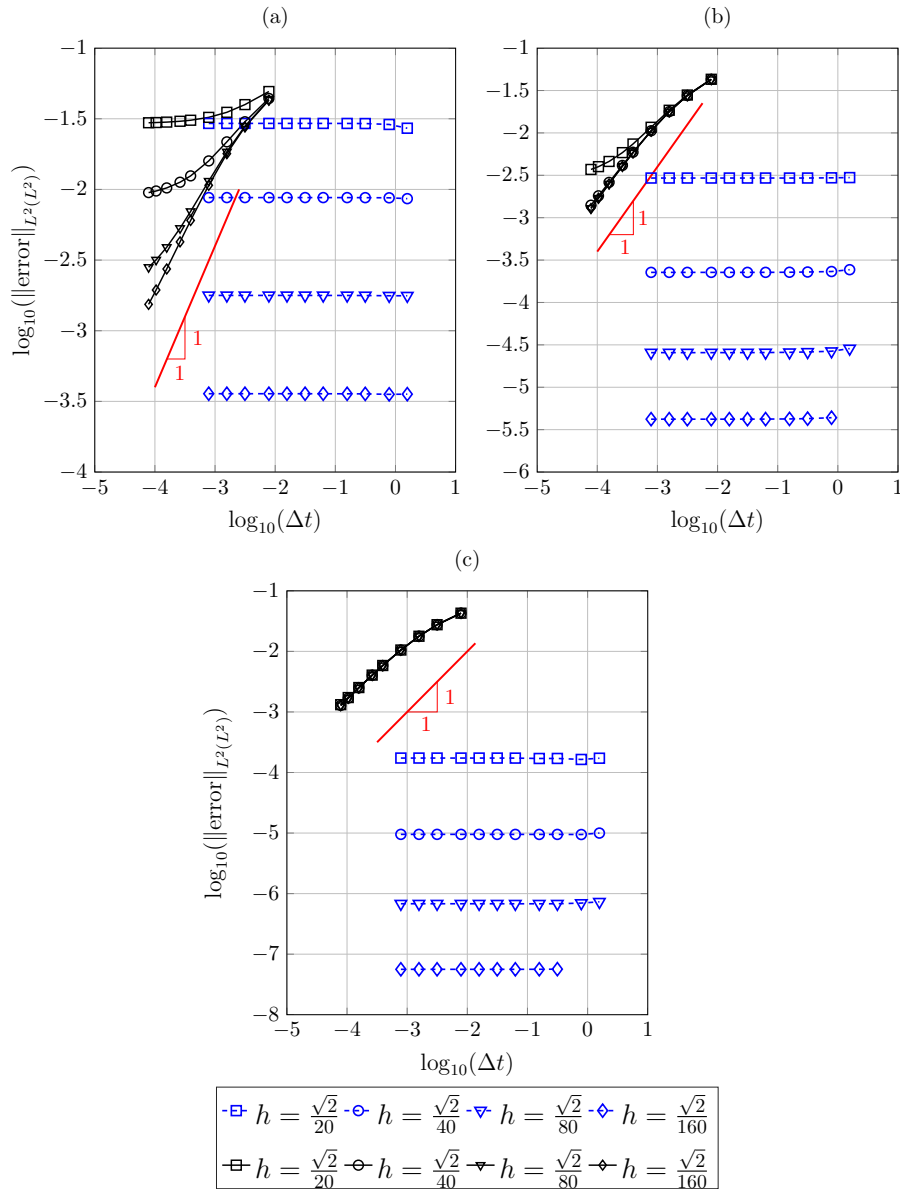 (a)
−1
−1.5
−2
−2.5
−3
−3.5
−4
−5 −4 −3 −2 −1 0 1
log₁₀(Δt)
log₁₀(‖error‖_{L²(L²)})
1
1
(b)
−1
−1.5
−2
−2.5
−3
−3.5
−4
−4.5
−5
−5.5
−6
−5 −4 −3 −2 −1 0 1
log₁₀(Δt)
1
1
(c)
−1
−2
−3
−4
−5
−6
−7
−8
−5 −4 −3 −2 −1 0 1
log₁₀(Δt)
log₁₀(‖error‖_{L²(L²)})
1
1
h = √2/20 h = √2/40 h = √2/80 h = √2/160
h = √2/20 h = √2/40 h = √2/80 h = √2/160